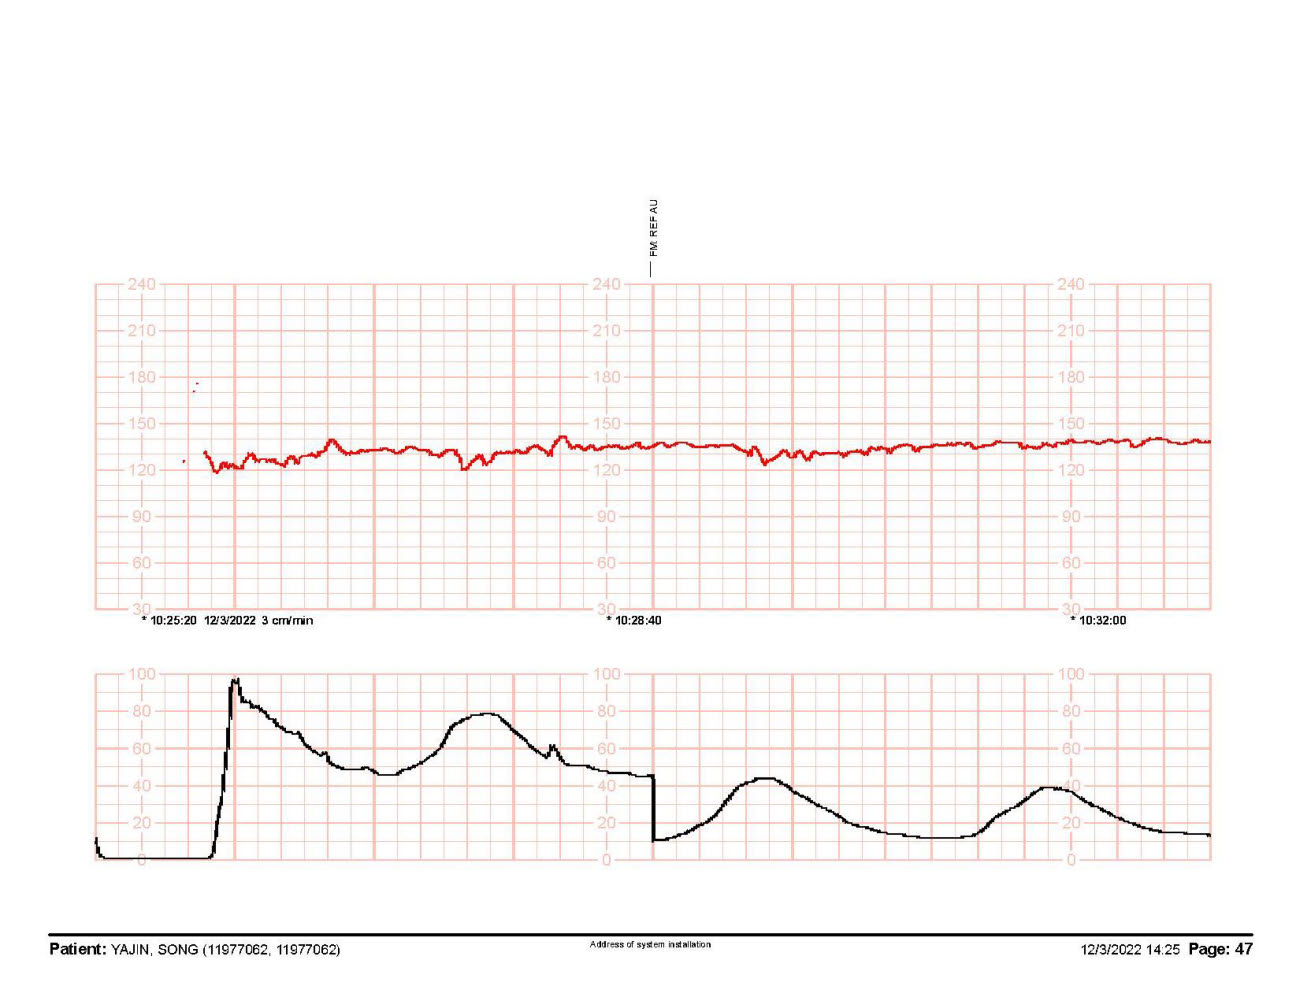 FM: REF AU
240 240 240
210 210 210
180 180 180
150 150 150
120 120 120
90 90 90
60 60 60
30 30 30
* 10:25:20 12/3/2022 3 cm/min * 10:28:40 * 10:32:00
100 100 100
80 80 80
60 60 60
40 40 40
20 20 20
0 0 0
Patient: YAJIN, SONG (11977062, 11977062) Address of system installation 12/3/2022 14:25 Page: 47